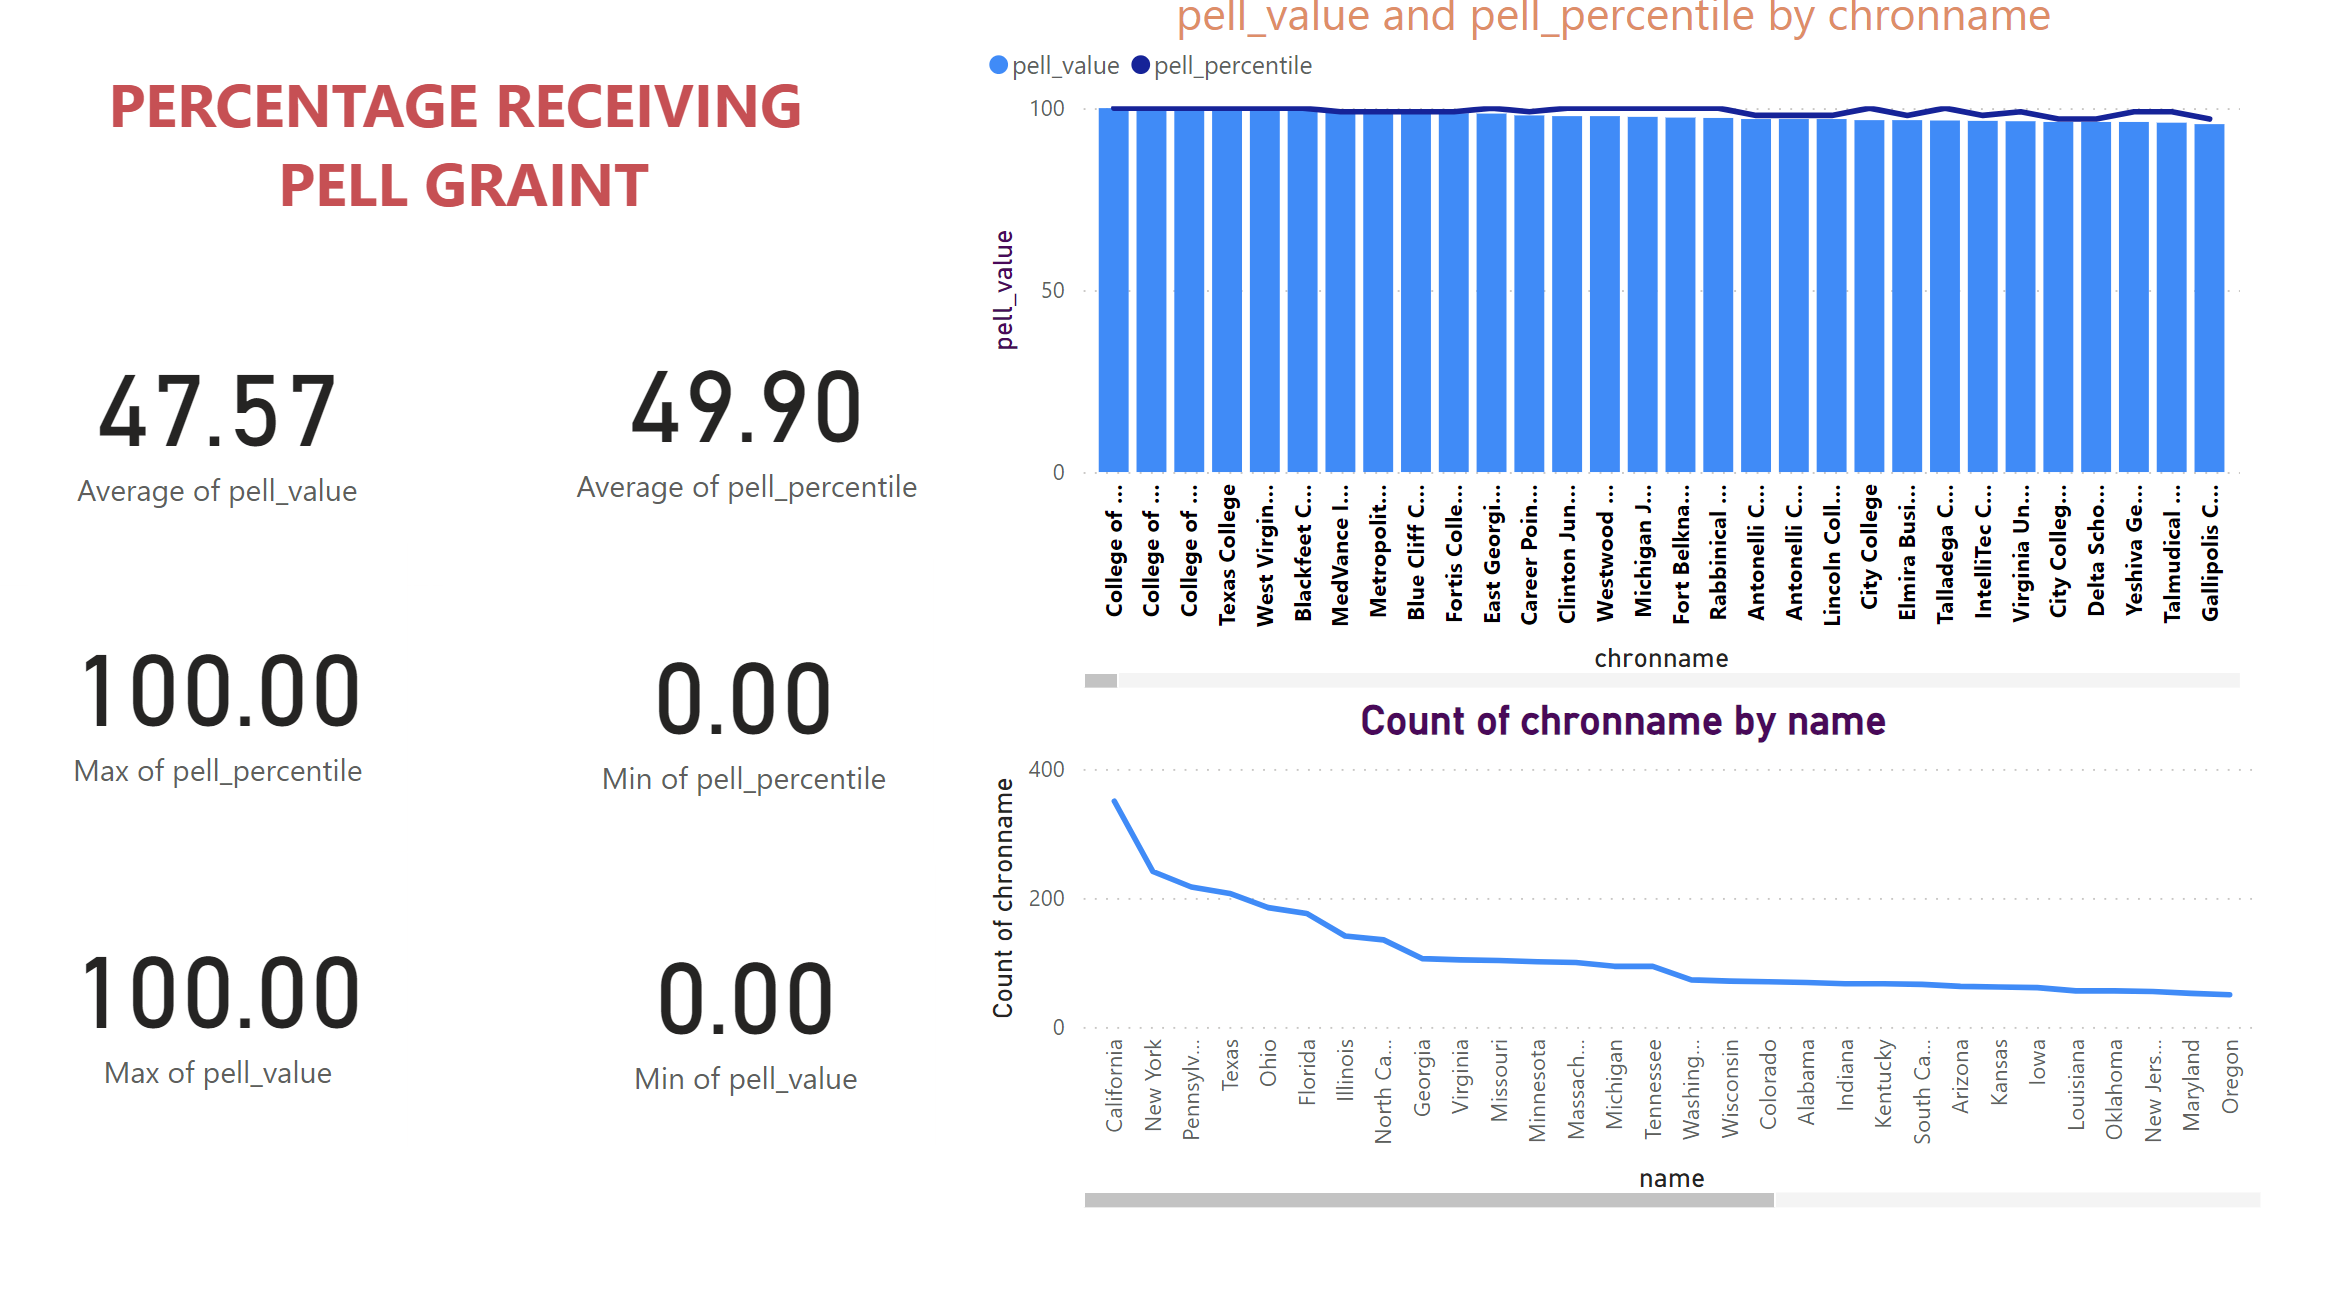 PERCENTAGE RECEIVING
PELL GRAINT
47.57
Average of pell_value
49.90
Average of pell_percentile
100.00
Max of pell_percentile
0.00
Min of pell_percentile
100.00
Max of pell_value
0.00
Min of pell_value
pell_value and pell_percentile by chronname
pell_value
pell_percentile
pell_value
100
50
0
College of ...
College of ...
College of ...
Texas College
West Virgin...
Blackfeet C...
MedVance I...
Metropolit...
Blue Cliff C...
Fortis Colle...
East Georgi...
Career Poin...
Clinton Jun...
Westwood ...
Michigan J...
Fort Belkna...
Rabbinical ...
Antonelli C...
Antonelli C...
Lincoln Coll...
City College
Elmira Busi...
Talladega C...
IntelliTec C...
Virginia Un...
City Colleg...
Delta Scho...
Yeshiva Ge...
Talmudical ...
Gallipolis C...
chronname
Count of chronname by name
Count of chronname
400
200
0
California
New York
Pennsylv...
Texas
Ohio
Florida
Illinois
North Ca...
Georgia
Virginia
Missouri
Minnesota
Massach...
Michigan
Tennessee
Washing...
Wisconsin
Colorado
Alabama
Indiana
Kentucky
South Ca...
Arizona
Kansas
Iowa
Louisiana
Oklahoma
New Jers...
Maryland
Oregon
name